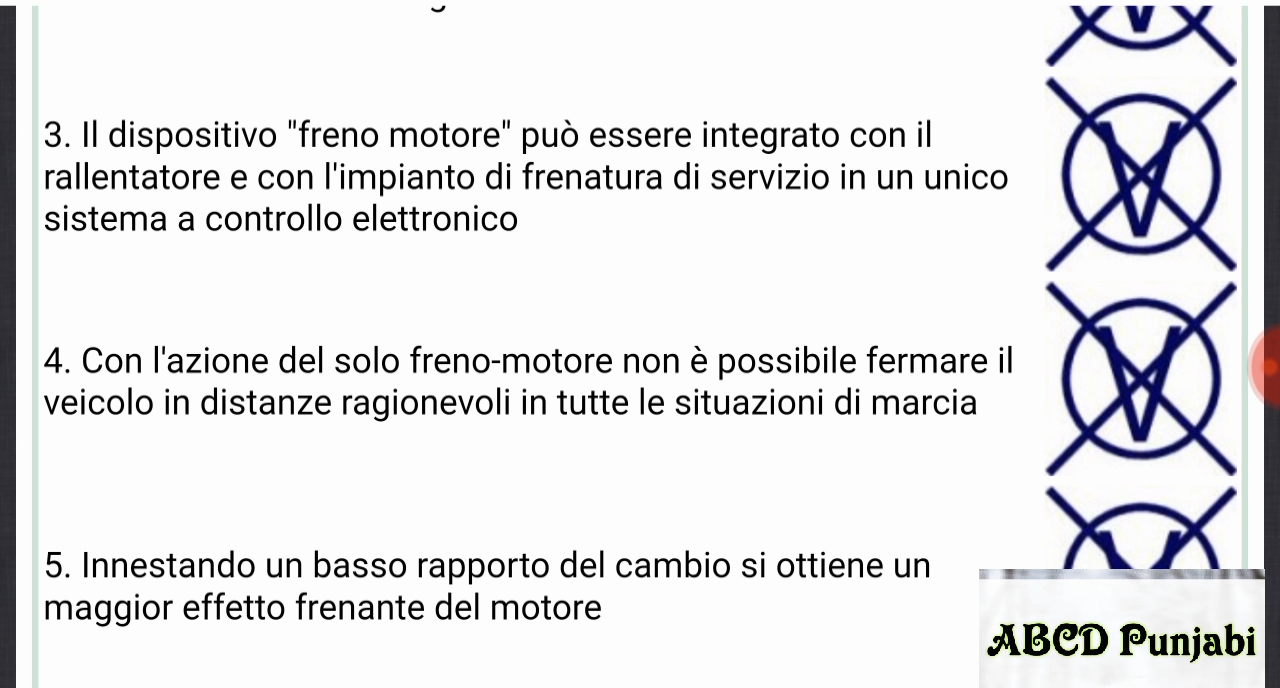 3. Il dispositivo "freno motore" può essere integrato con il
rallentatore e con l'impianto di frenatura di servizio in un unico
sistema a controllo elettronico
V
4. Con l'azione del solo freno-motore non è possibile fermare il
veicolo in distanze ragionevoli in tutte le situazioni di marcia
V
5. Innestando un basso rapporto del cambio si ottiene un
maggior effetto frenante del motore
ABCD Punjabi